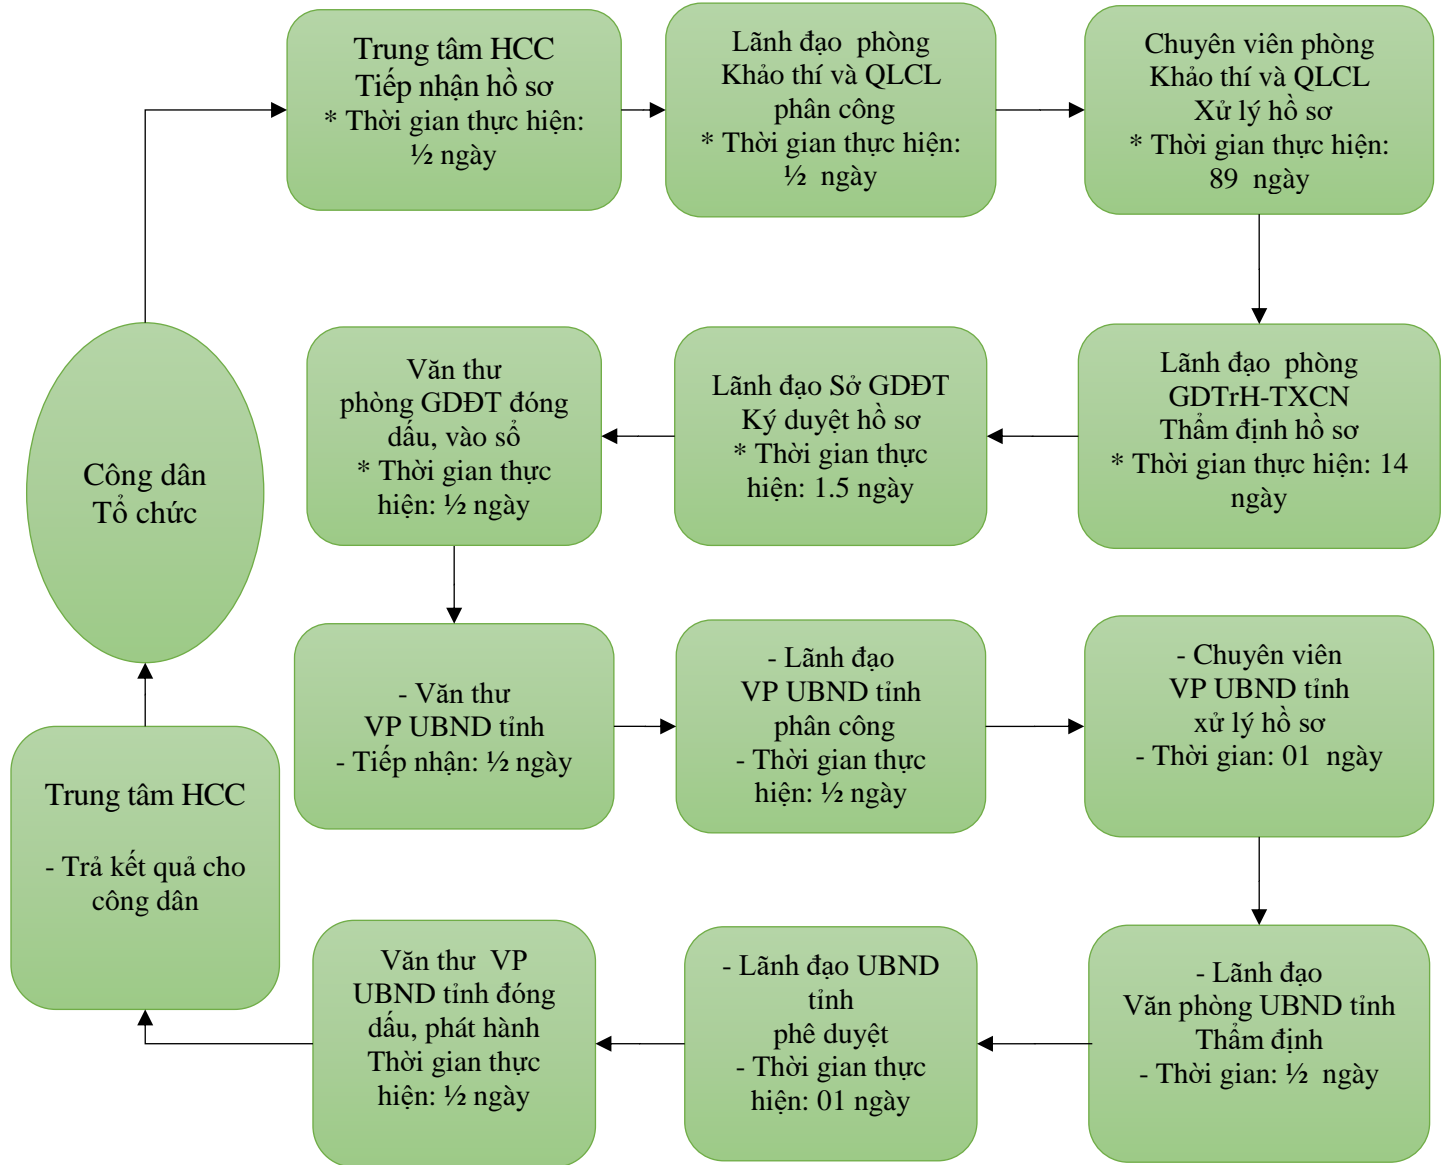 Trung tâm HCC
Tiếp nhận hồ sơ
* Thời gian thực hiện:
½ ngày
Lãnh đạo phòng
Khảo thí và QLCL
phân công
* Thời gian thực hiện:
½ ngày
Chuyên viên phòng
Khảo thí và QLCL
Xử lý hồ sơ
* Thời gian thực hiện:
89 ngày
Lãnh đạo phòng
GDTrH-TXCN
Thẩm định hồ sơ
* Thời gian thực hiện: 14
ngày
Lãnh đạo Sở GDĐT
Ký duyệt hồ sơ
* Thời gian thực
hiện: 1.5 ngày
Văn thư
phòng GDĐT đóng
dấu, vào sổ
* Thời gian thực
hiện: ½ ngày
Công dân
Tổ chức
- Văn thư
VP UBND tỉnh
- Tiếp nhận: ½ ngày
- Lãnh đạo
VP UBND tỉnh
phân công
- Thời gian thực
hiện: ½ ngày
- Chuyên viên
VP UBND tỉnh
xử lý hồ sơ
- Thời gian: 01 ngày
- Lãnh đạo
Văn phòng UBND tỉnh
Thẩm định
- Thời gian: ½ ngày
- Lãnh đạo UBND
tỉnh
phê duyệt
- Thời gian thực
hiện: 01 ngày
Văn thư VP
UBND tỉnh đóng
dấu, phát hành
Thời gian thực
hiện: ½ ngày
Trung tâm HCC
- Trả kết quả cho
công dân